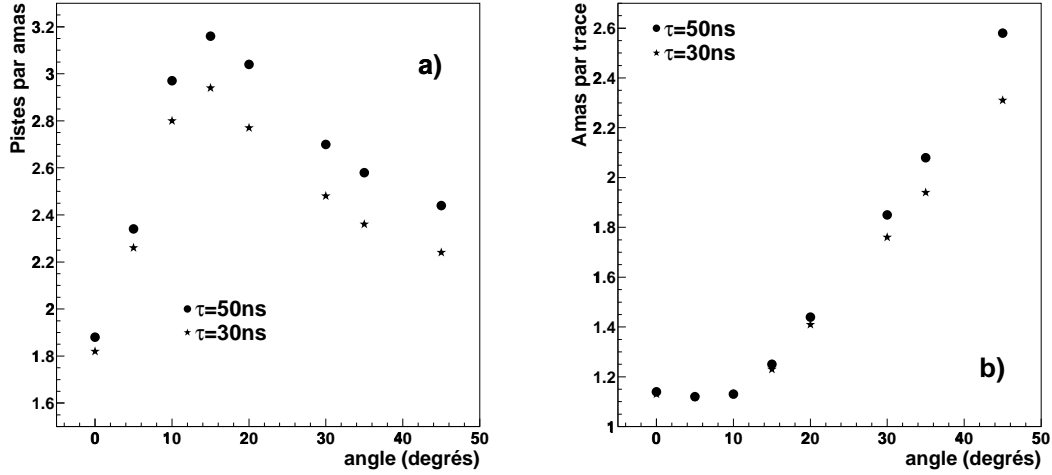 Pistes par amas
3.2
3
2.8
2.6
2.4
2.2
2
1.8
1.6
a)
τ=50ns
τ=30ns
0 10 20 30 40 50
angle (degrés)
Amas par trace
2.6
2.4
2.2
2
1.8
1.6
1.4
1.2
1
τ=50ns
τ=30ns
b)
0 10 20 30 40 50
angle (degrés)